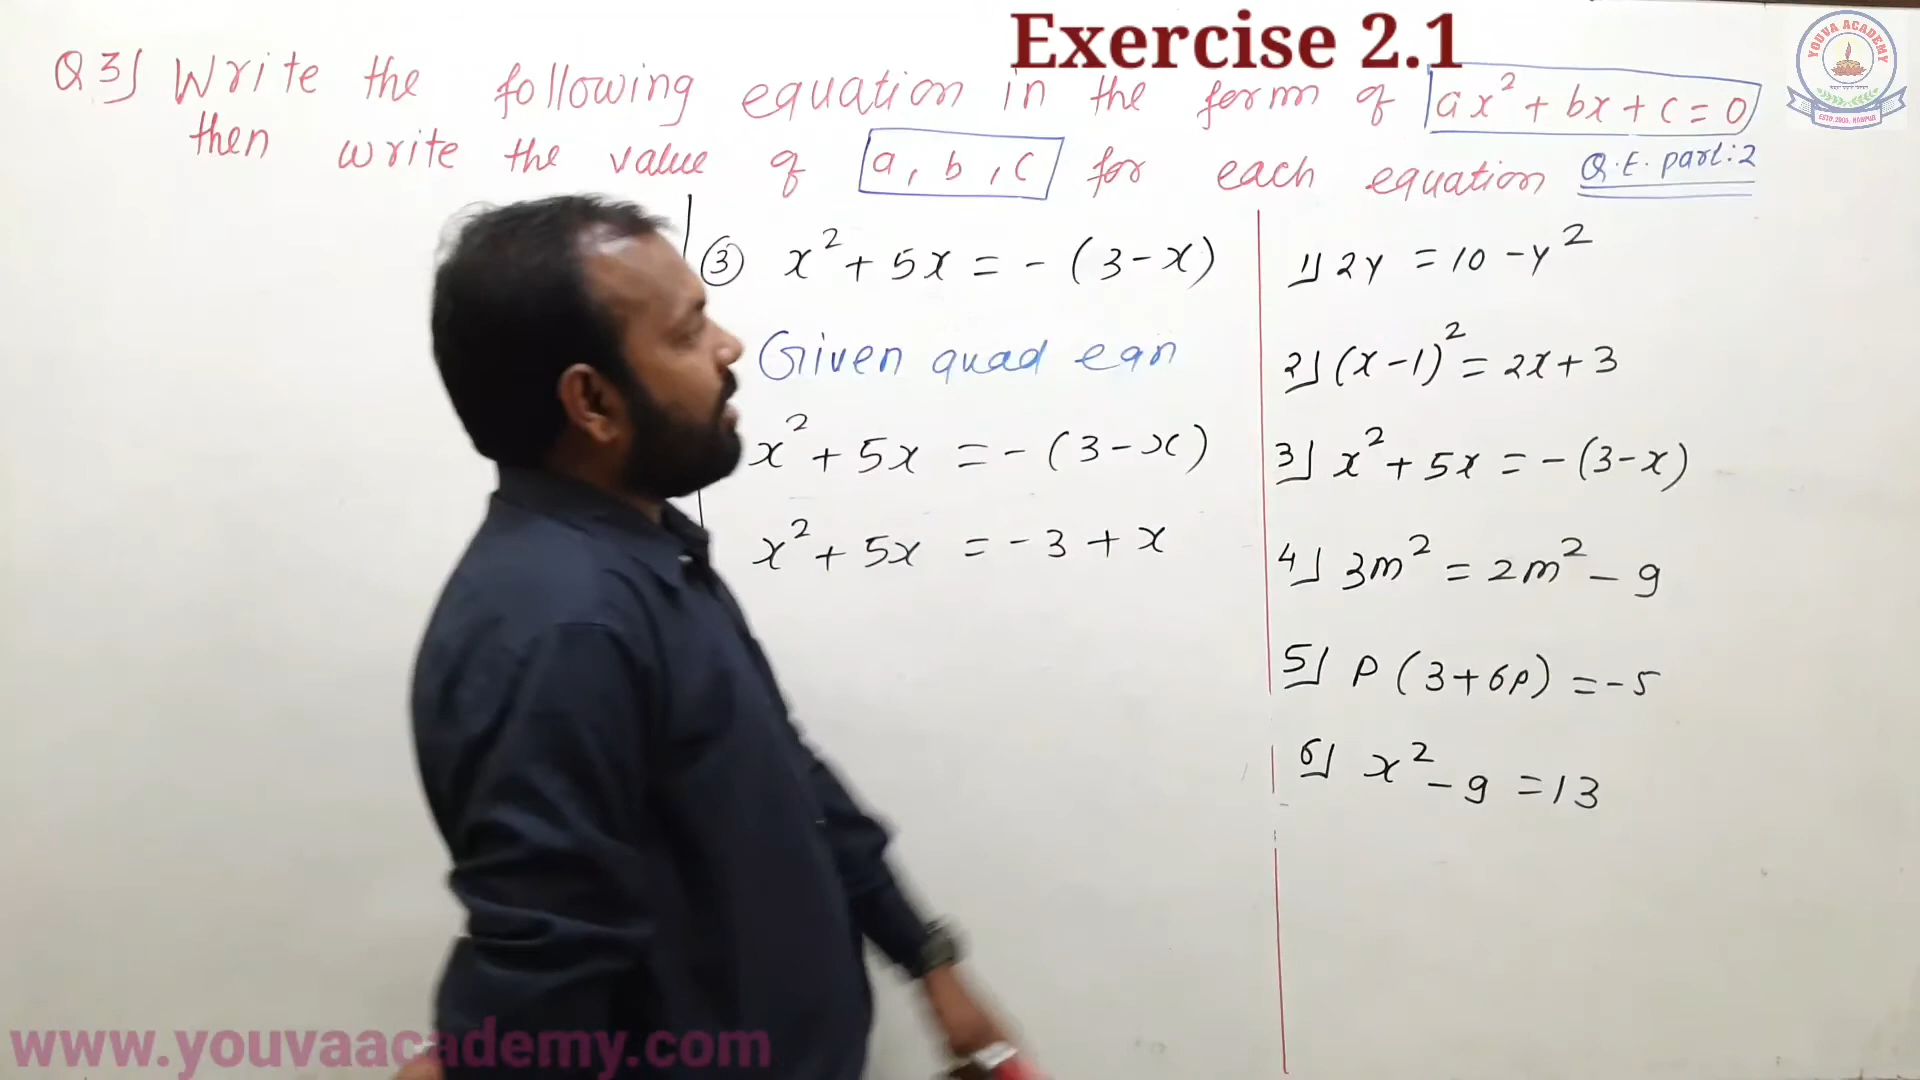 Exercise 2.1
YOUVA ACADEMY
Q3) Write the following equation in the form of ax² + bx + c = 0
then write the value of a, b, c for each equation Q.E. part:2
③ x² + 5x = - (3 - x)
Given quad eqn
x² + 5x = - (3 - x)
x² + 5x = - 3 + x
1) 2y = 10 - y²
2) (x - 1)² = 2x + 3
3) x² + 5x = - (3 - x)
4) 3m² = 2m² - 9
5) P (3 + 6P) = - 5
6) x² - 9 = 13
www.youvaacademy.com